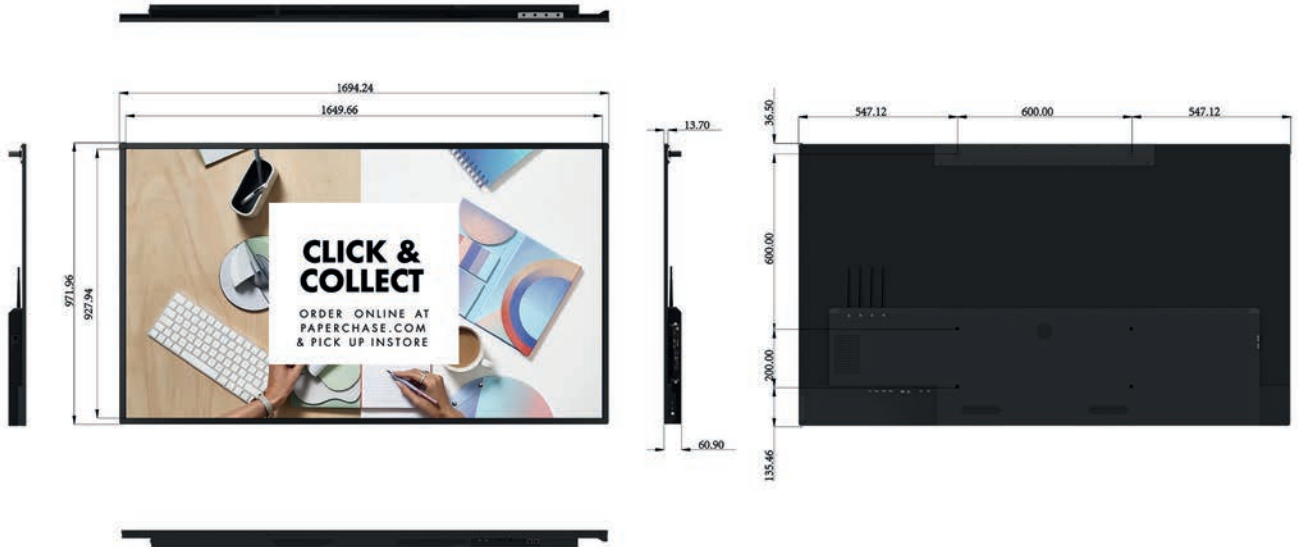 1694.24
1649.66
971.96
927.94
CLICK &
COLLECT
ORDER ONLINE AT
PAPERCHASE.COM
& PICK UP INSTORE
13.70
60.90
36.50
547.12
600.00
547.12
600.00
200.00
135.46